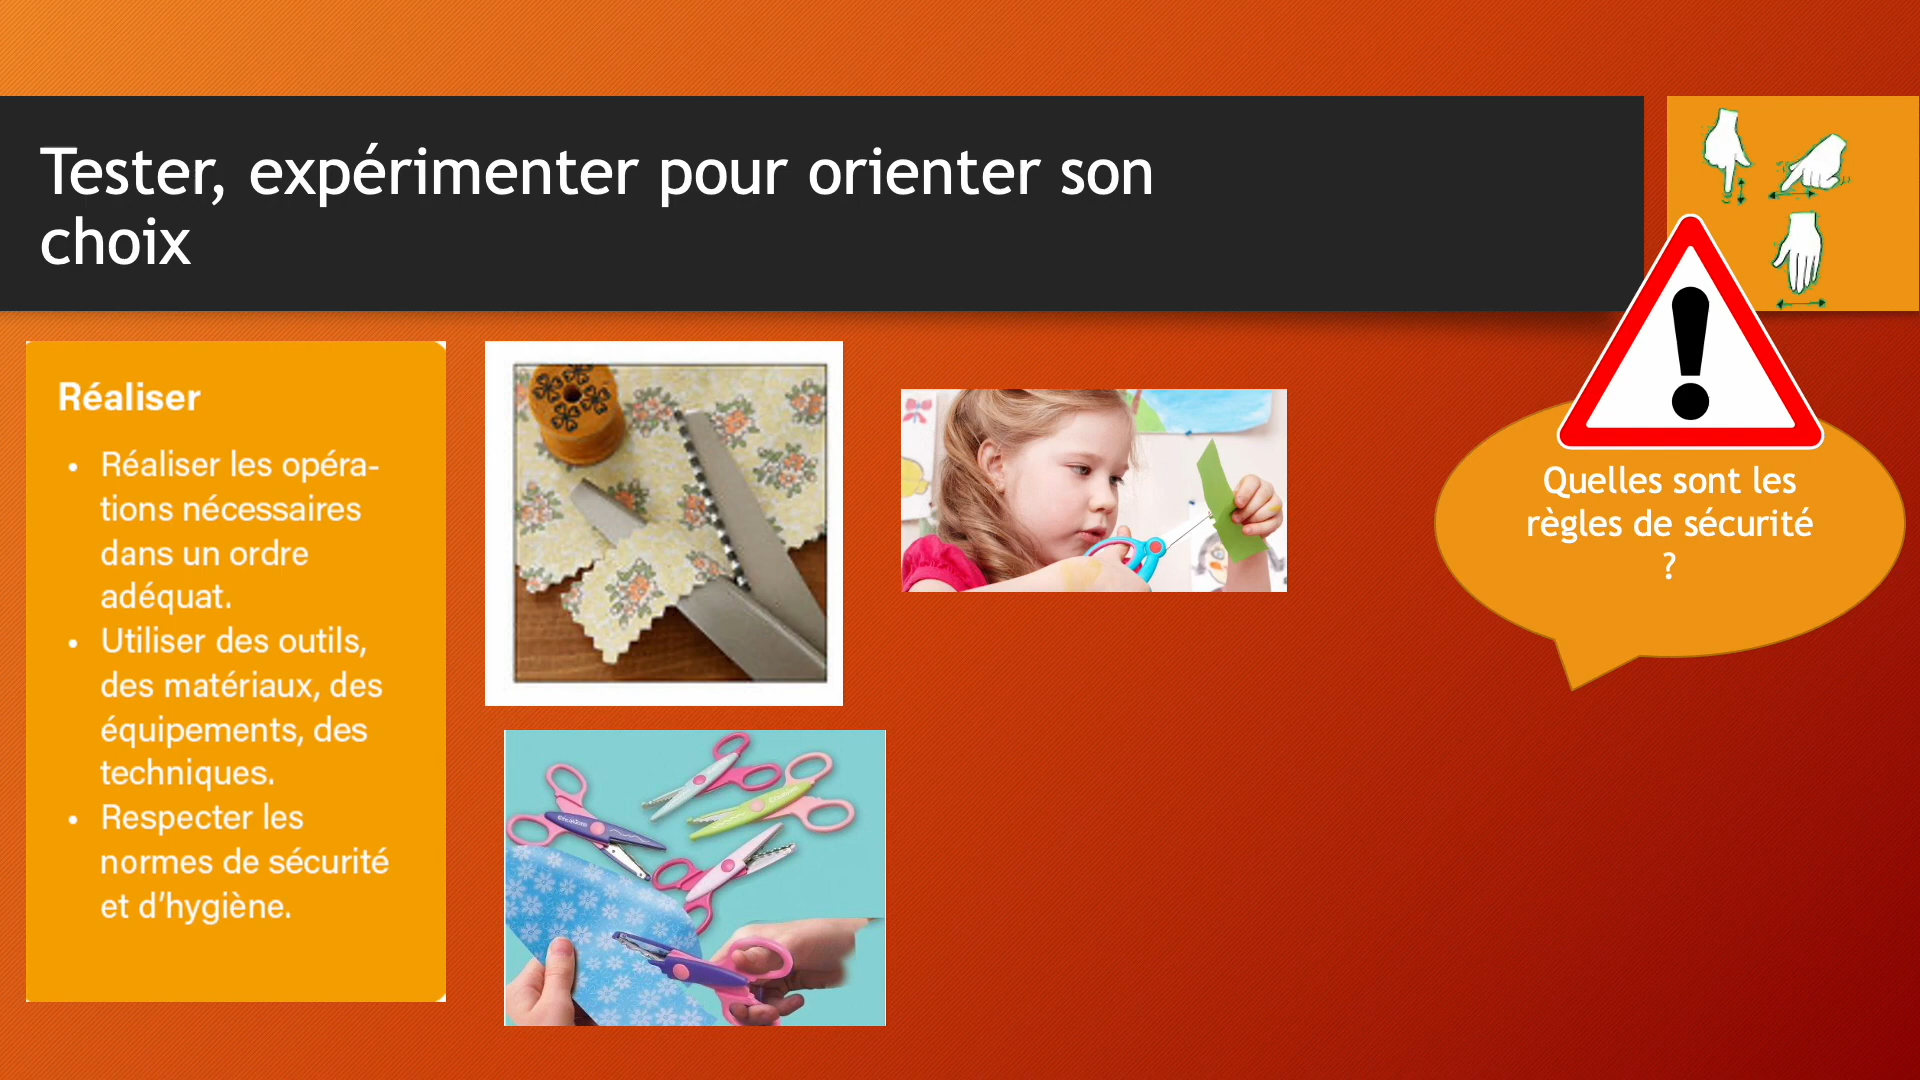 Tester, expérimenter pour orienter son
choix
Réaliser
• Réaliser les opéra-
tions nécessaires
dans un ordre
adéquat.
• Utiliser des outils,
des matériaux, des
équipements, des
techniques.
• Respecter les
normes de sécurité
et d'hygiène.
Quelles sont les
règles de sécurité
?